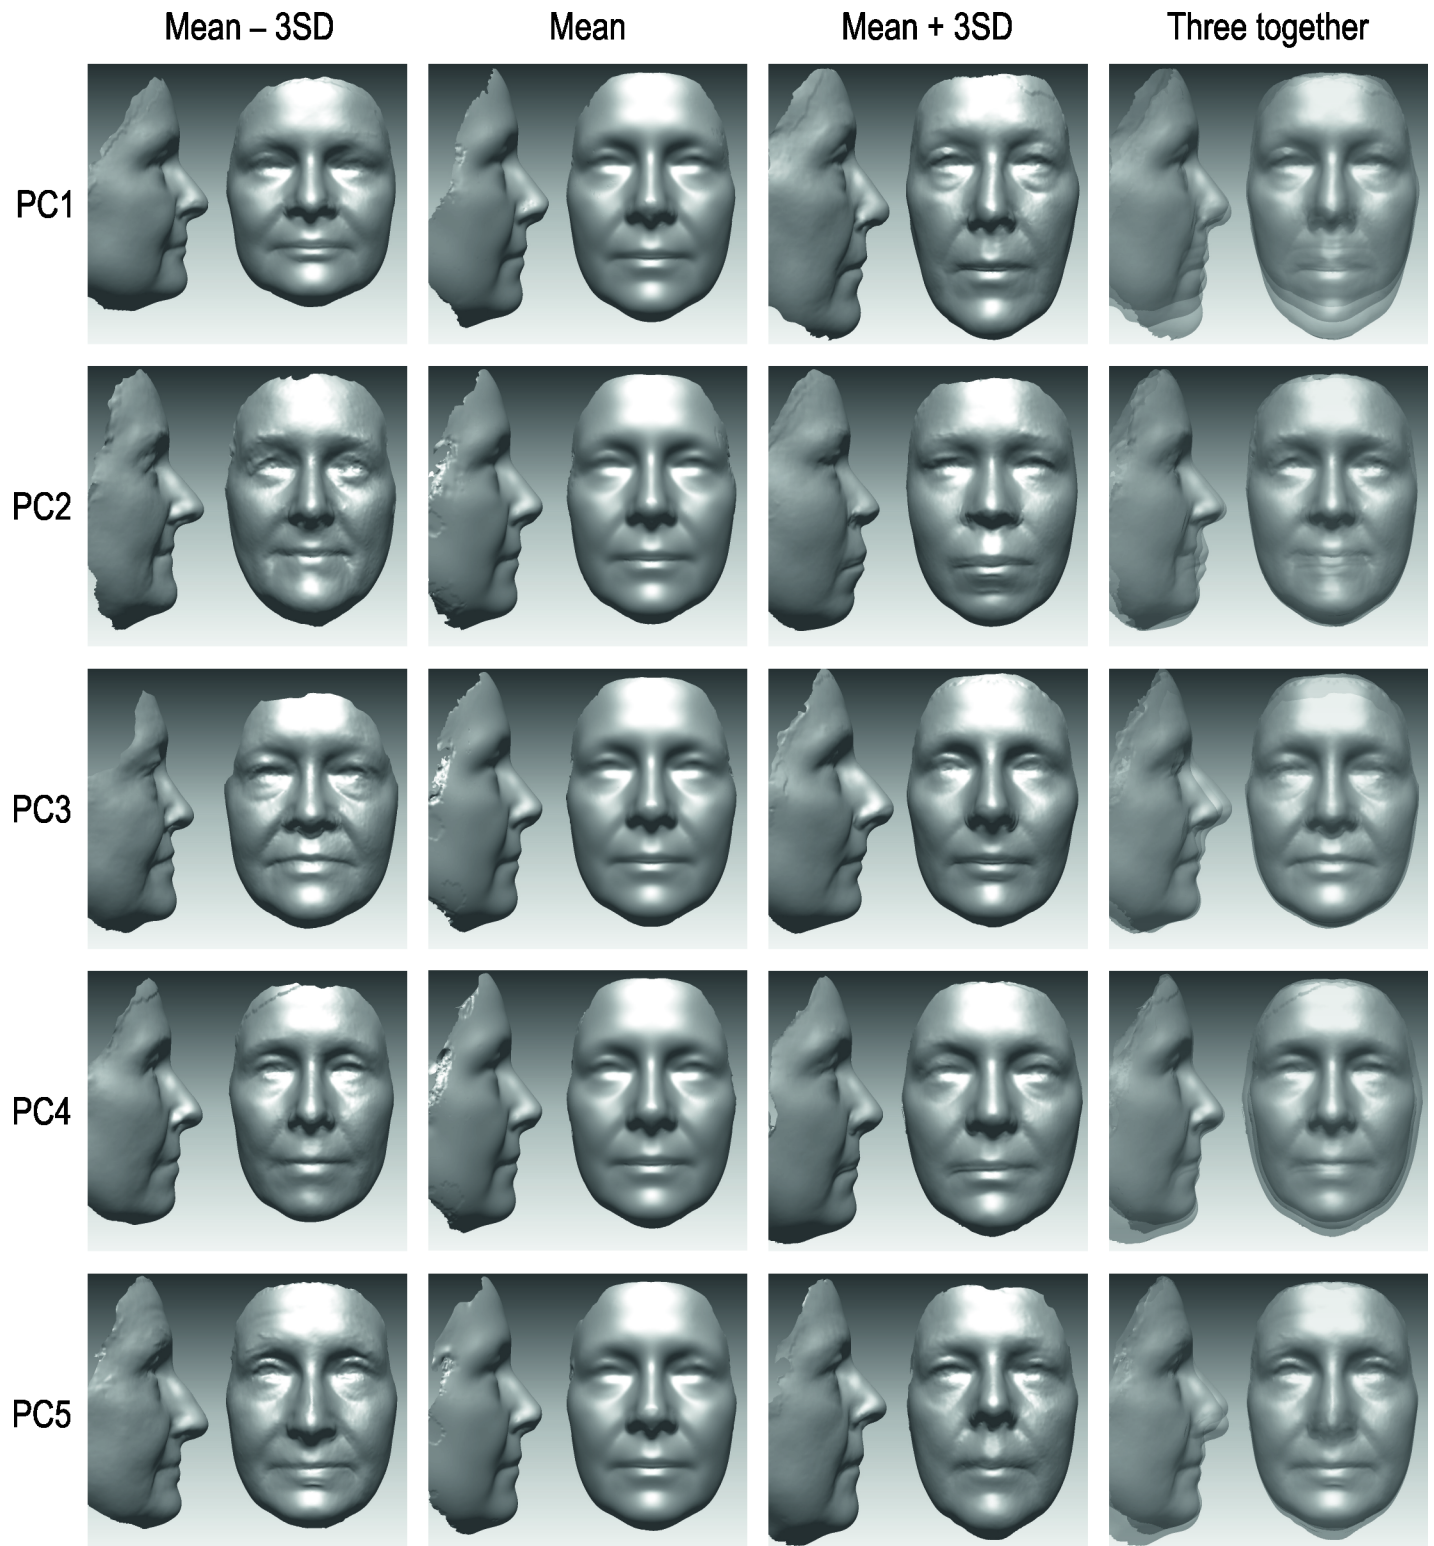 Mean – 3SD Mean Mean + 3SD Three together
PC1
PC2
PC3
PC4
PC5